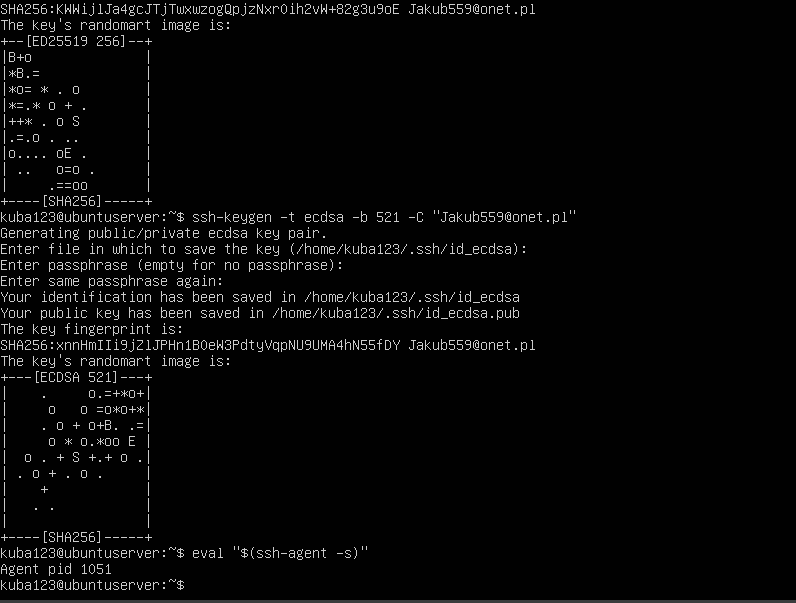 SHA256:KWWijlJa4gcJTjTwxwzogQpjzNxr0ih2vW+82g3u9oE Jakub559@onet.pl
The key's randomart image is:
+--[ED25519 256]--+
|B+o              |
|*B.=             |
|*o= * . o        |
|*=.* o + .       |
|++* . o S        |
|.=.o . ..        |
|o.... oE .       |
| ..   o=o .      |
|     .==oo       |
+----[SHA256]-----+
kuba123@ubuntuserver:~$ ssh-keygen -t ecdsa -b 521 -C "Jakub559@onet.pl"
Generating public/private ecdsa key pair.
Enter file in which to save the key (/home/kuba123/.ssh/id_ecdsa):
Enter passphrase (empty for no passphrase):
Enter same passphrase again:
Your identification has been saved in /home/kuba123/.ssh/id_ecdsa
Your public key has been saved in /home/kuba123/.ssh/id_ecdsa.pub
The key fingerprint is:
SHA256:xnnHmIIi9jZlJPHn1B0eW3PdtyVqpNU9UMA4hN55fDY Jakub559@onet.pl
The key's randomart image is:
+---[ECDSA 521]---+
|    .     o.=+*o+|
|     o   o =o*o+*|
|    . o + o+B. .=|
|     o * o.*oo E |
|  o . + S +.+ o .|
| . o + . o .     |
|    +            |
|   . .           |
|                 |
+----[SHA256]-----+
kuba123@ubuntuserver:~$ eval "$(ssh-agent -s)"
Agent pid 1051
kuba123@ubuntuserver:~$